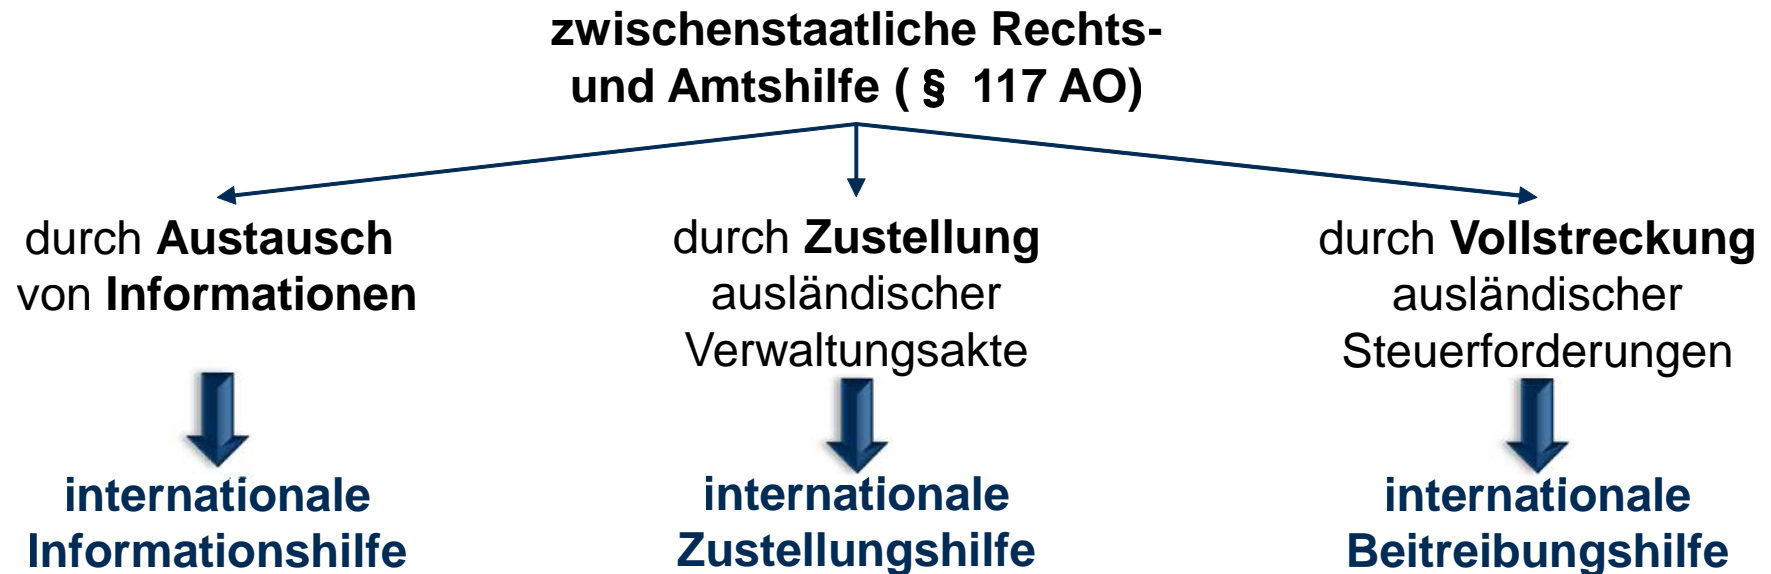 zwischenstaatliche Rechts-
und Amtshilfe ( § 117 AO)
durch Austausch
von Informationen
internationale
Informationshilfe
durch Zustellung
ausländischer
Verwaltungsakte
internationale
Zustellungshilfe
durch Vollstreckung
ausländischer
Steuerforderungen
internationale
Beitreibungshilfe